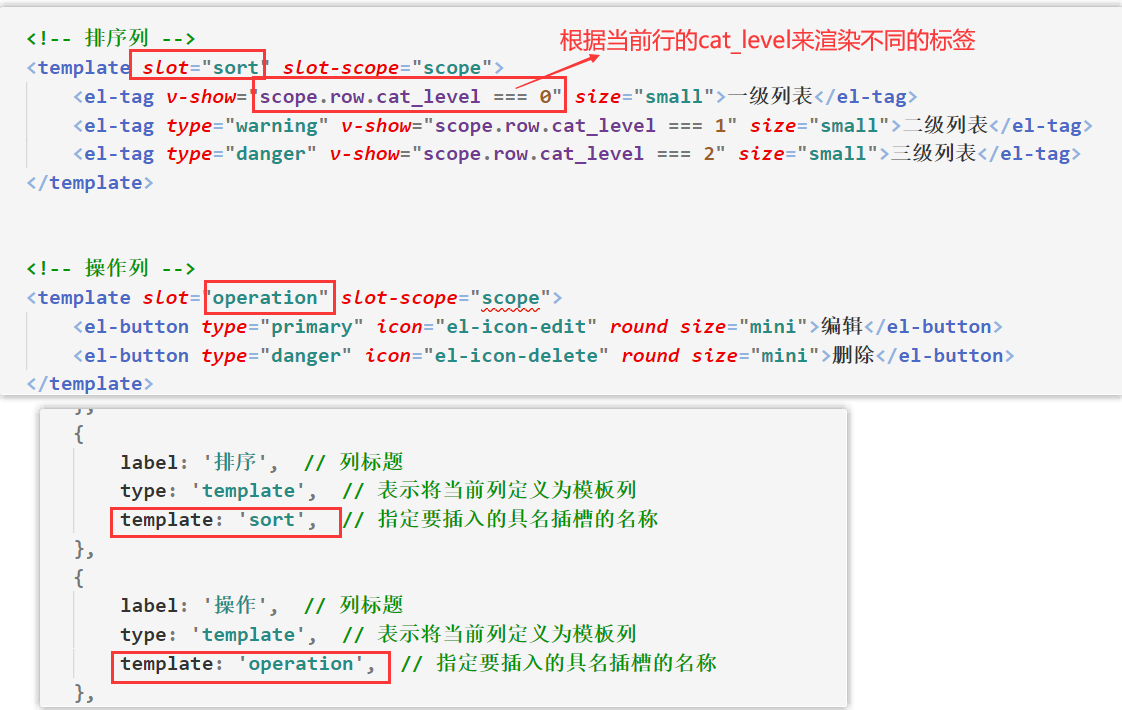 <!-- 排序列 -->
根据当前行的cat_level来渲染不同的标签
<template slot="sort" slot-scope="scope">
<el-tag v-show="scope.row.cat_level === 0" size="small">一级列表</el-tag>
<el-tag type="warning" v-show="scope.row.cat_level === 1" size="small">二级列表</el-tag>
<el-tag type="danger" v-show="scope.row.cat_level === 2" size="small">三级列表</el-tag>
</template>
<!-- 操作列 -->
<template slot="operation" slot-scope="scope">
<el-button type="primary" icon="el-icon-edit" round size="mini">编辑</el-button>
<el-button type="danger" icon="el-icon-delete" round size="mini">删除</el-button>
</template>
},
{
label: '排序', // 列标题
type: 'template', // 表示将当前列定义为模板列
template: 'sort', // 指定要插入的具名插槽的名称
},
{
label: '操作', // 列标题
type: 'template', // 表示将当前列定义为模板列
template: 'operation', // 指定要插入的具名插槽的名称
},